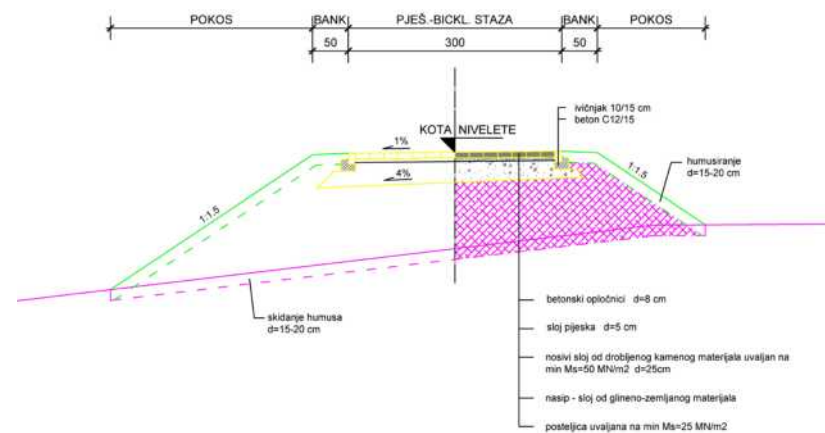 POKOS
BANK
PJEŠ.-BICKL. STAZA
BANK
POKOS
50
300
50
ivičnjak 10/15 cm
beton C12/15
KOTA NIVELETE
1%
4%
1:1.5
1:1.5
humusiranje
d=15-20 cm
skidanje humusa
d=15-20 cm
betonski opločnici d=8 cm
sloj pijeska d=5 cm
nosivi sloj od drobljenog kamenog materijala uvaljan na
min Ms=50 MN/m2 d=25cm
nasip - sloj od glineno-zemljanog materijala
posteljica uvaljana na min Ms=25 MN/m2